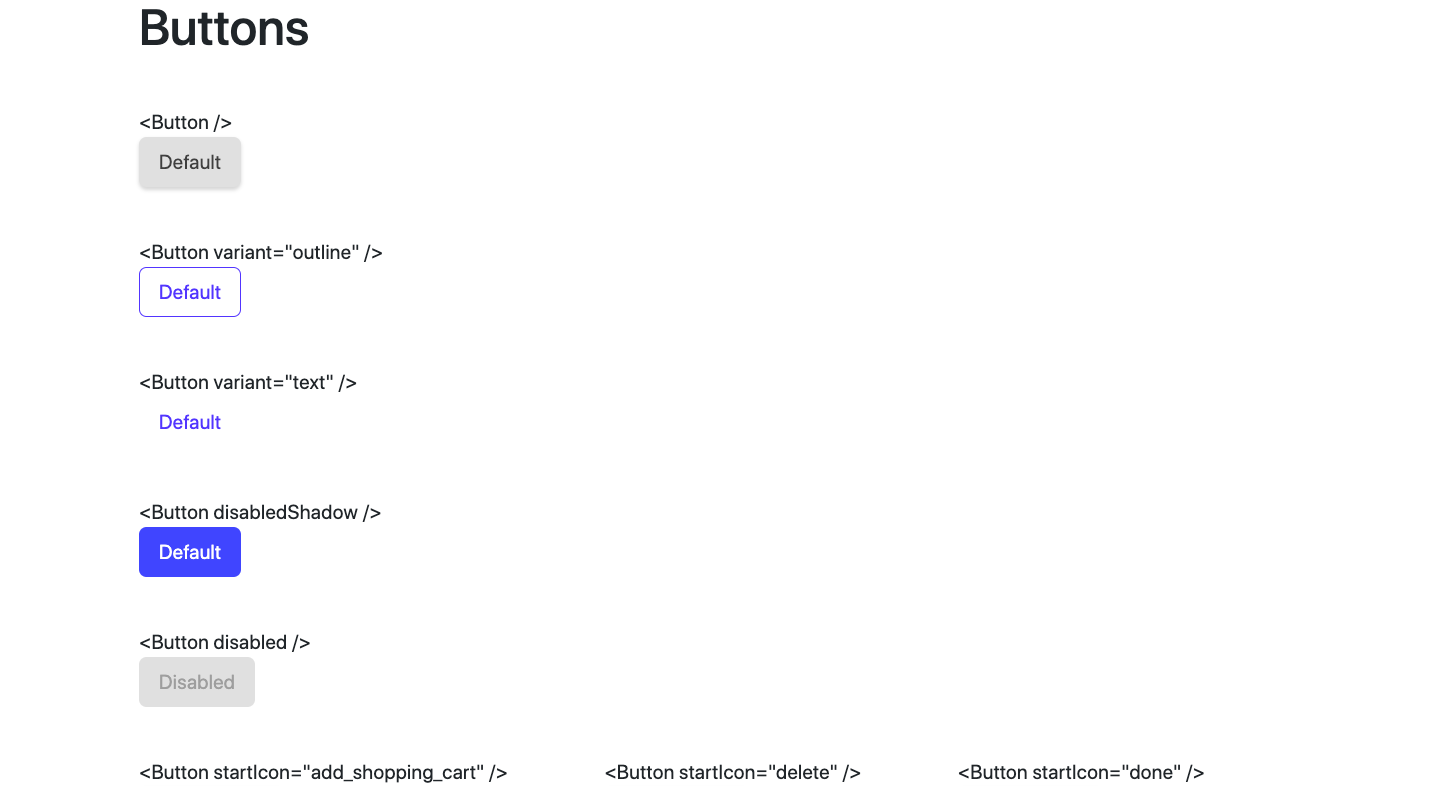 Buttons
<Button />
Default
<Button variant="outline" />
Default
<Button variant="text" />
Default
<Button disabledShadow />
Default
<Button disabled />
Disabled
<Button startIcon="add_shopping_cart" /> <Button startIcon="delete" /> <Button startIcon="done" />